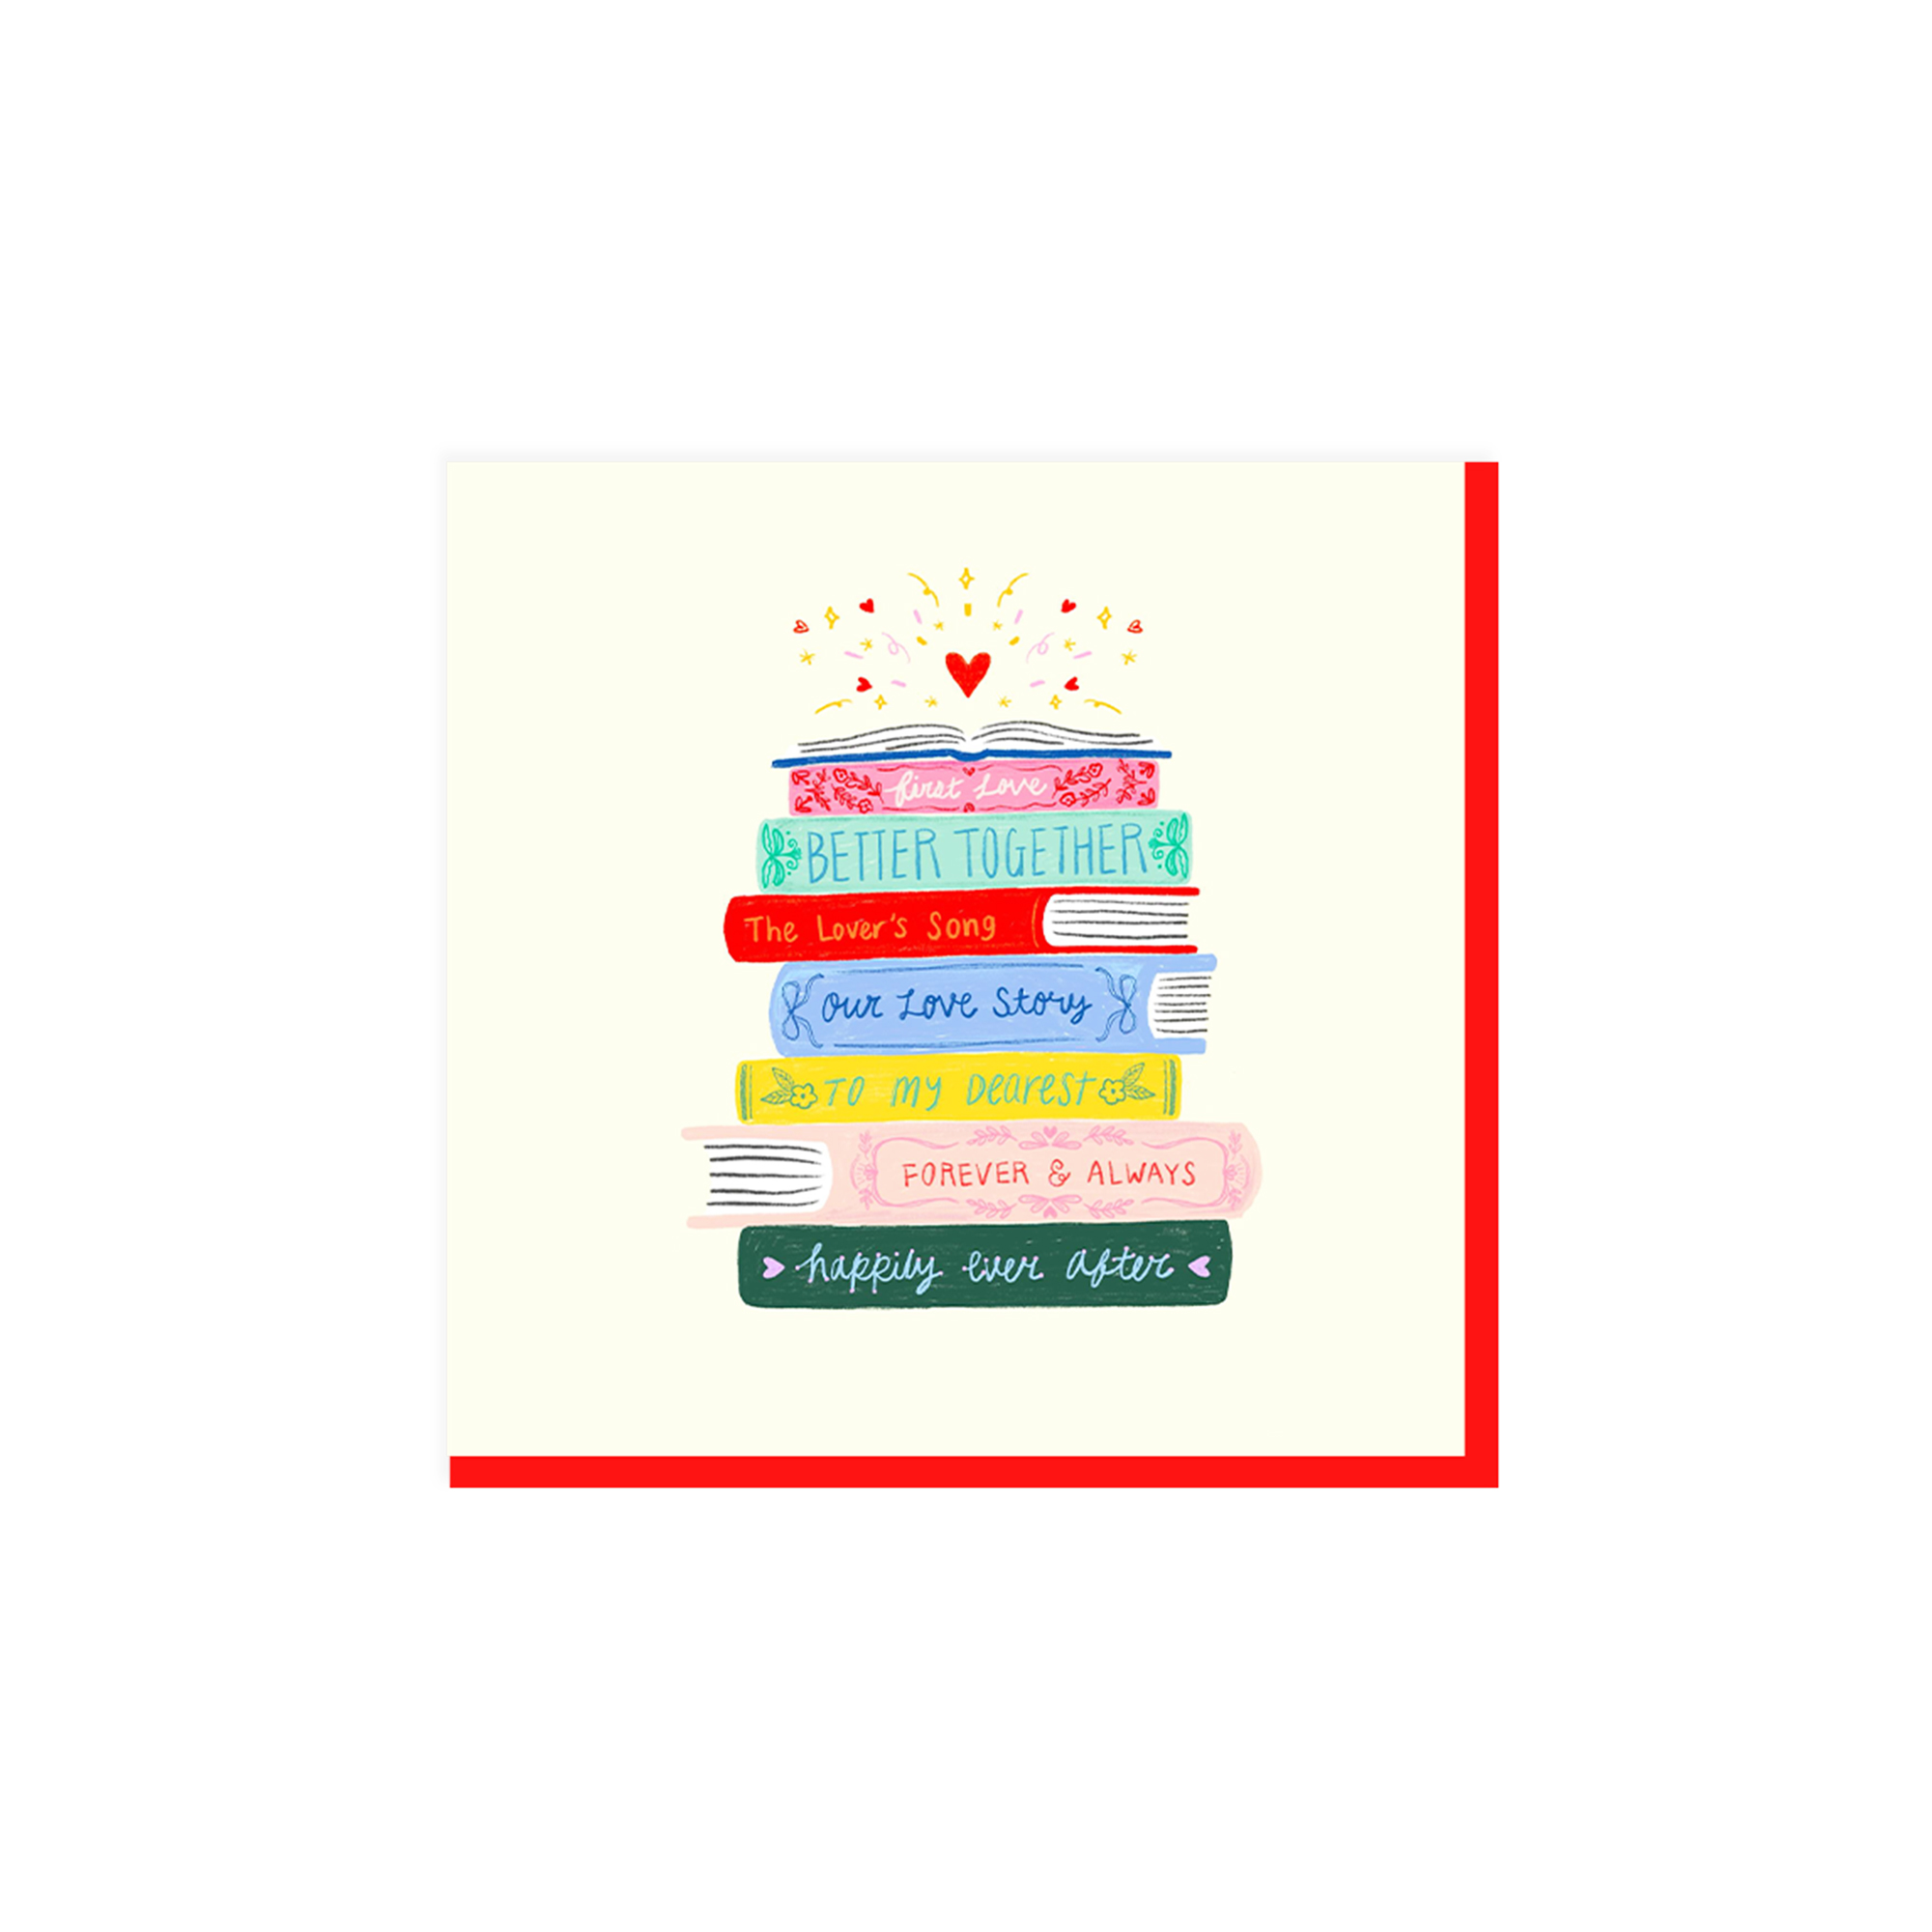 first Love
BETTER TOGETHER
The Lover's Song
our Love Story
TO MY DEAREST
FOREVER & ALWAYS
happily ever after